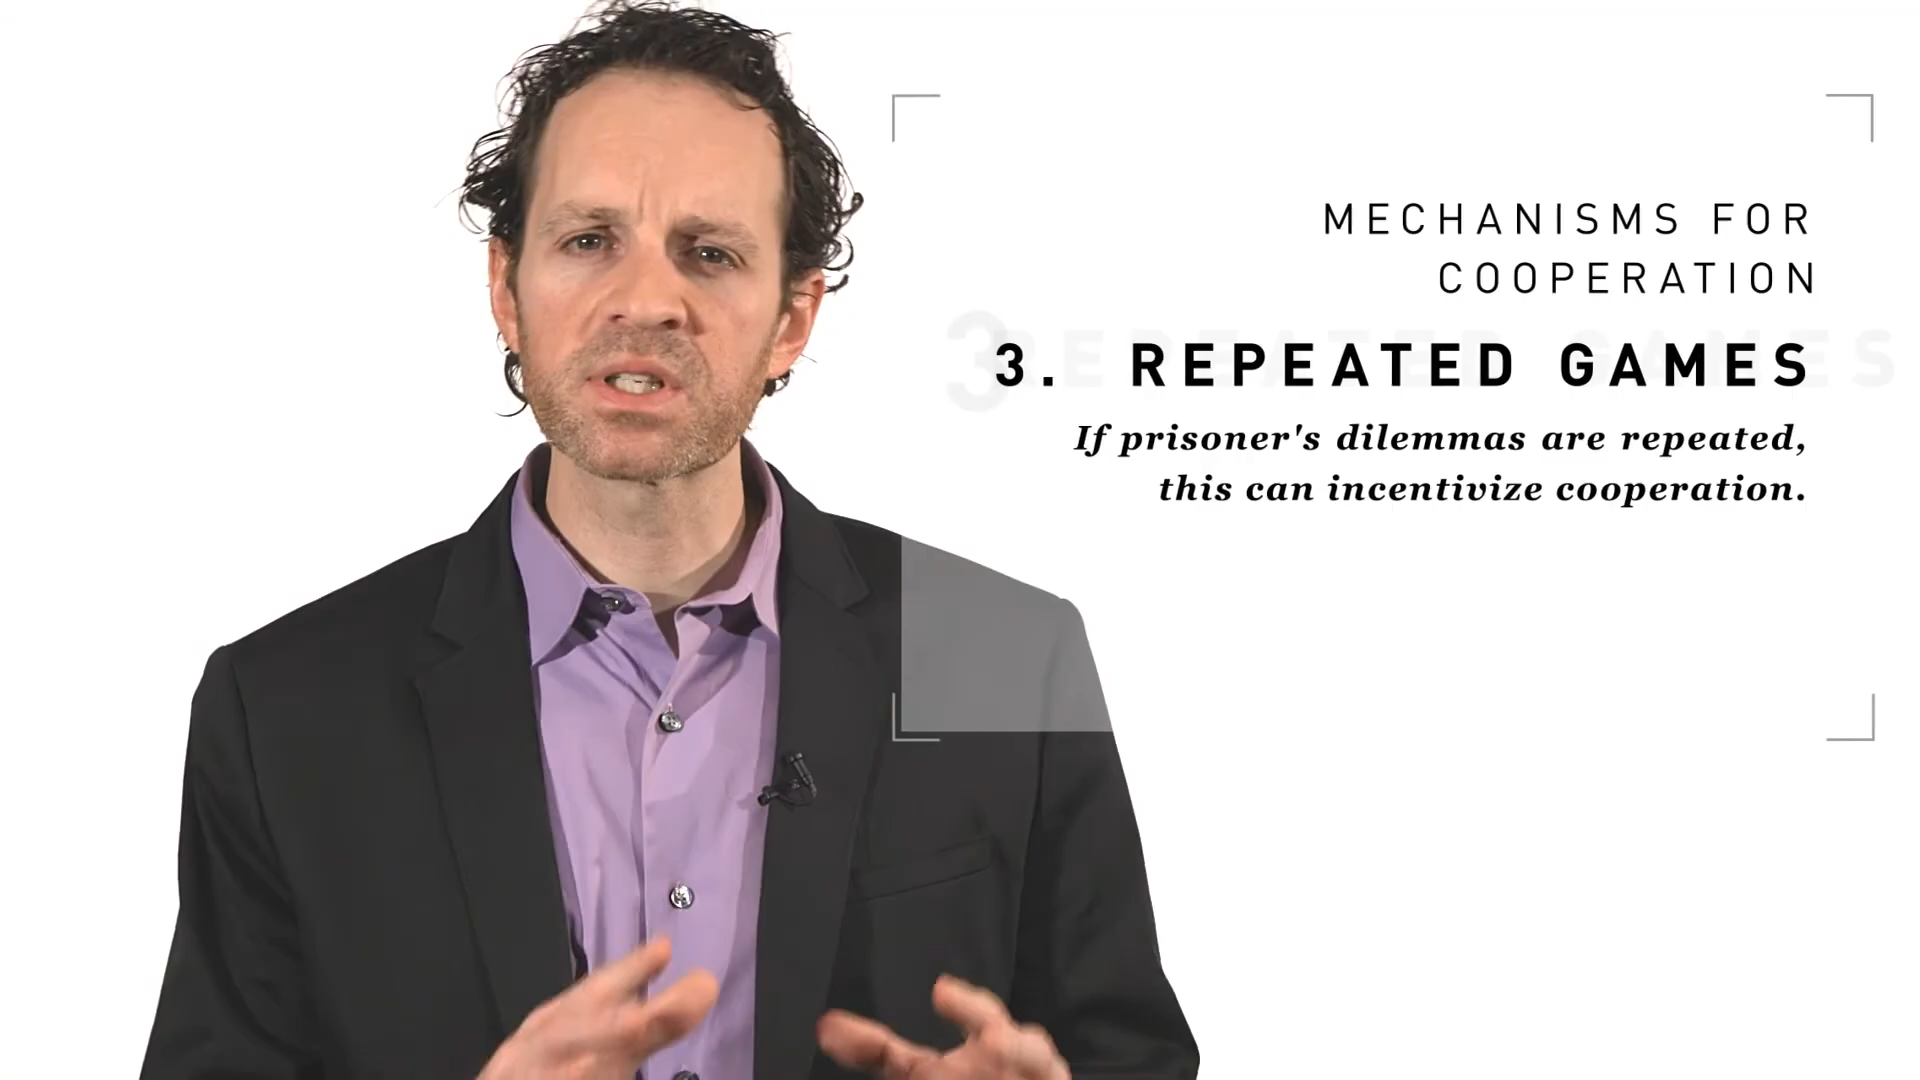 MECHANISMS FOR
COOPERATION
3. REPEATED GAMES
If prisoner's dilemmas are repeated,
this can incentivize cooperation.